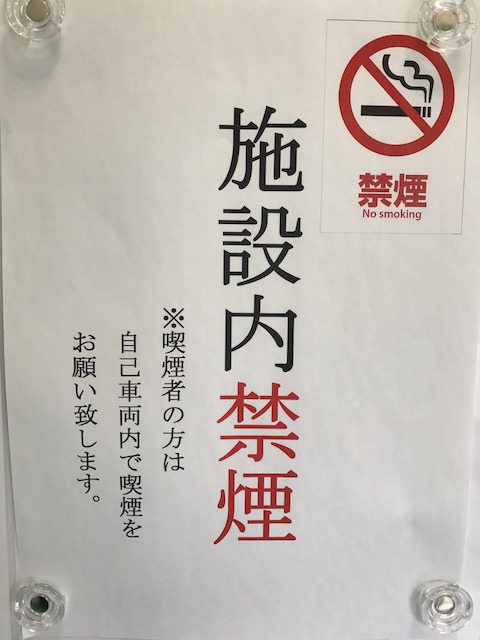 禁煙
No smoking
施設内禁煙
※喫煙者の方は
自己車両内で喫煙を
お願い致します。